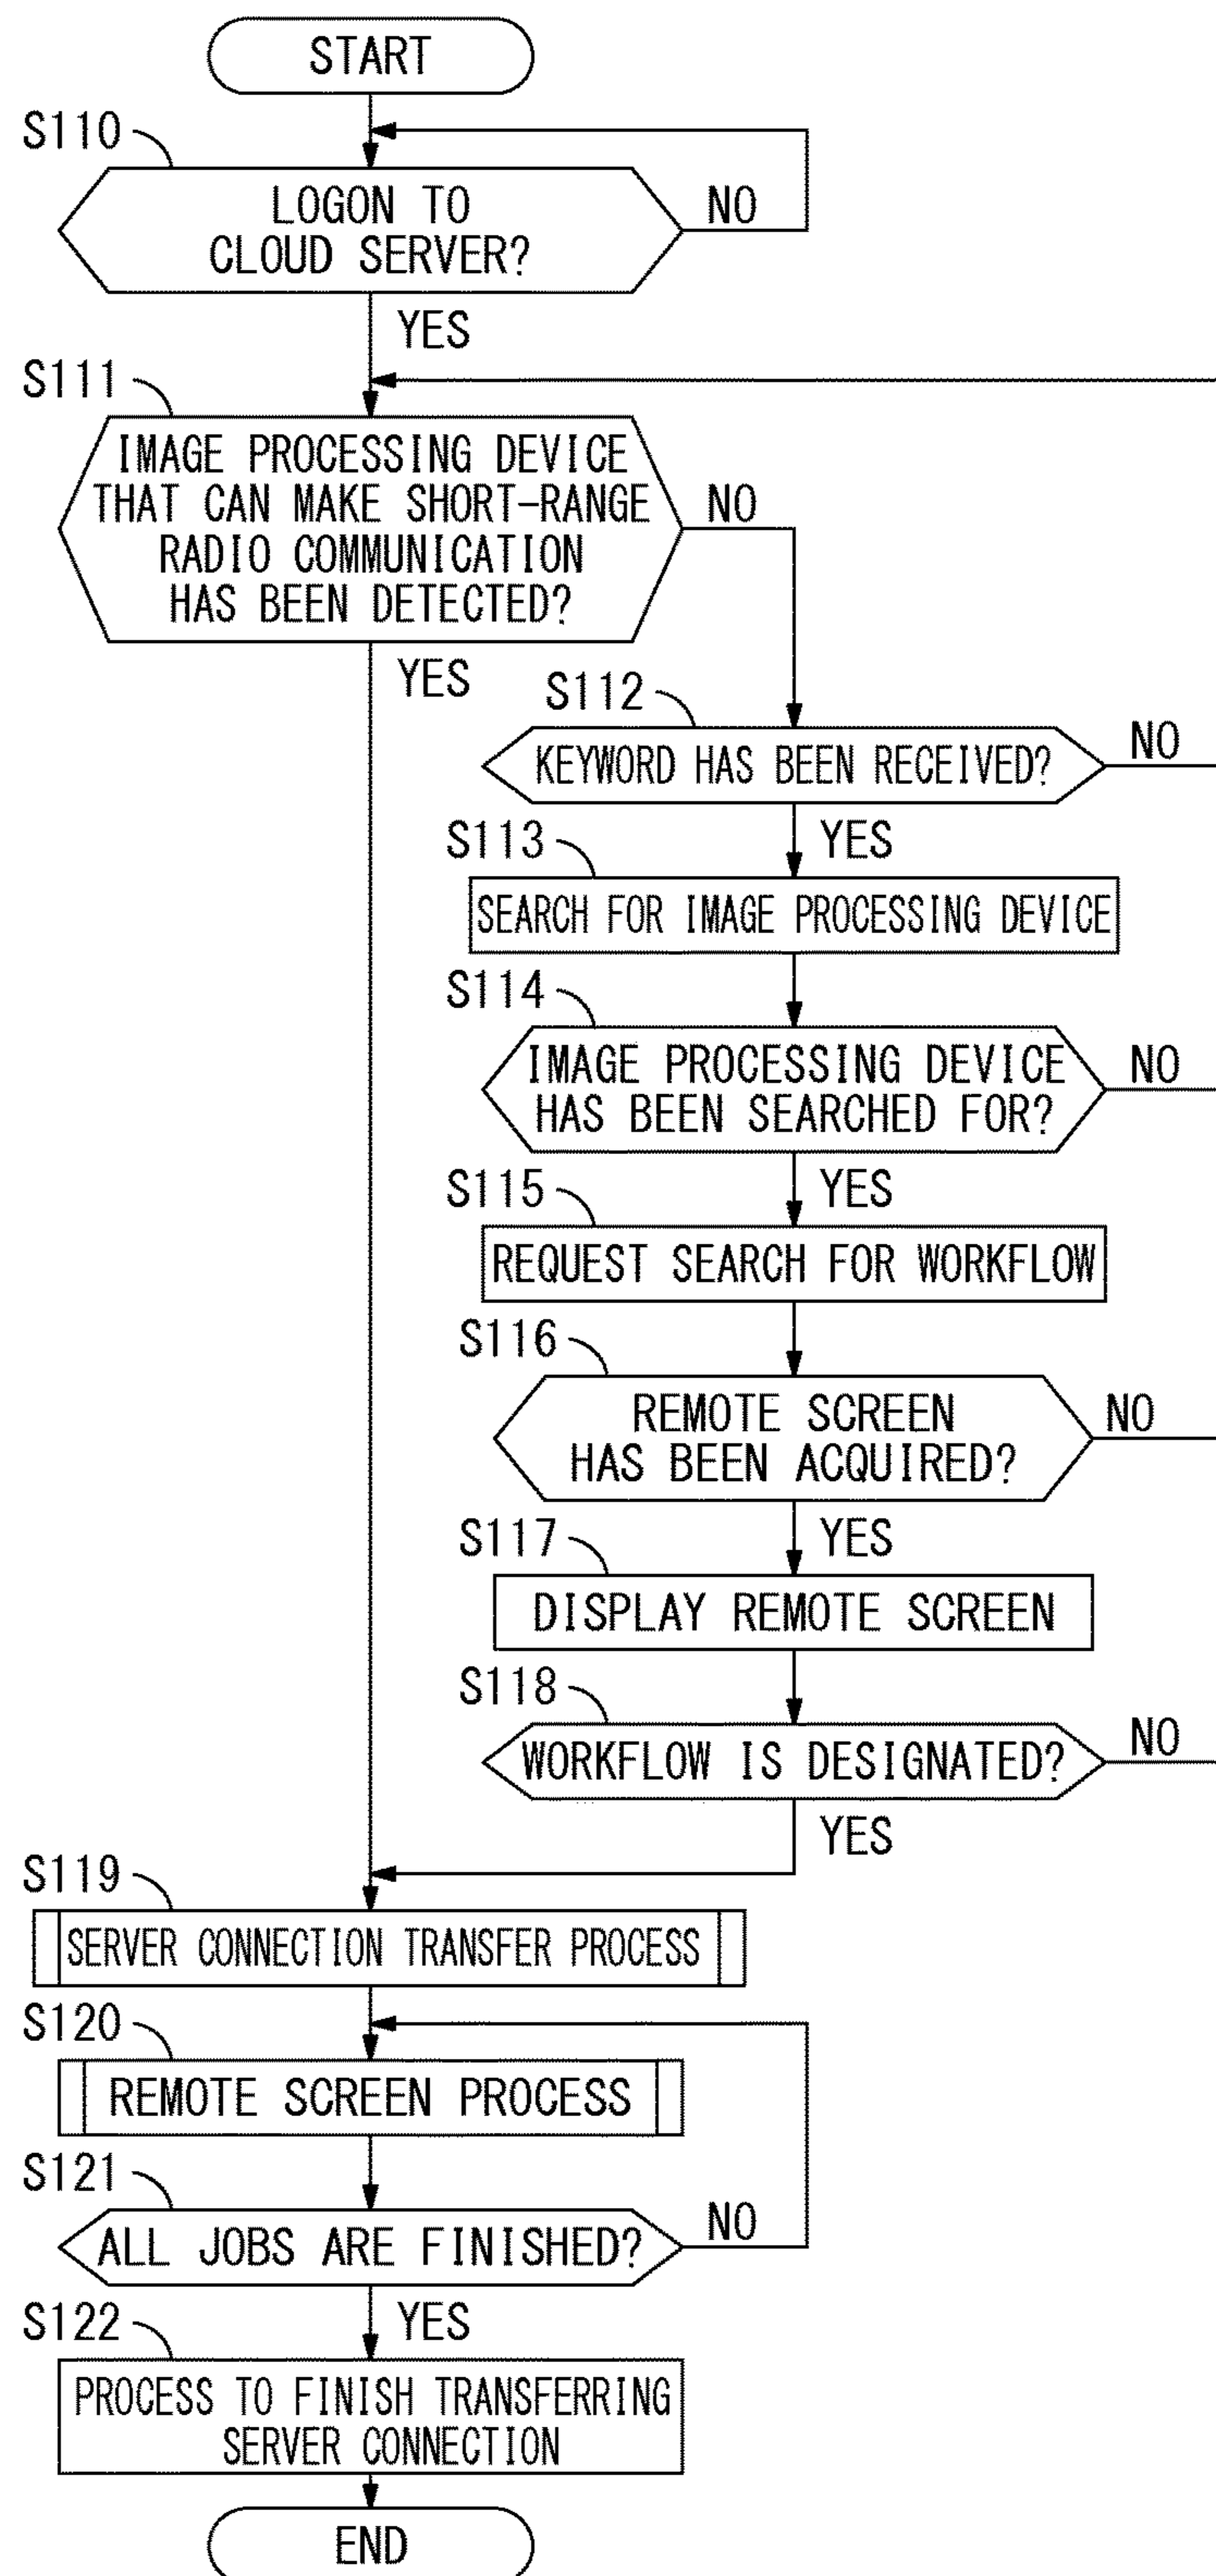 START
S110
LOGON TO
CLOUD SERVER?
NO
YES
S111
IMAGE PROCESSING DEVICE
THAT CAN MAKE SHORT-RANGE
RADIO COMMUNICATION
HAS BEEN DETECTED?
NO
YES
S112
KEYWORD HAS BEEN RECEIVED?
NO
YES
S113
SEARCH FOR IMAGE PROCESSING DEVICE
S114
IMAGE PROCESSING DEVICE
HAS BEEN SEARCHED FOR?
NO
YES
S115
REQUEST SEARCH FOR WORKFLOW
S116
REMOTE SCREEN
HAS BEEN ACQUIRED?
NO
YES
S117
DISPLAY REMOTE SCREEN
S118
WORKFLOW IS DESIGNATED?
NO
YES
S119
SERVER CONNECTION TRANSFER PROCESS
S120
REMOTE SCREEN PROCESS
S121
ALL JOBS ARE FINISHED?
NO
YES
S122
PROCESS TO FINISH TRANSFERRING
SERVER CONNECTION
END